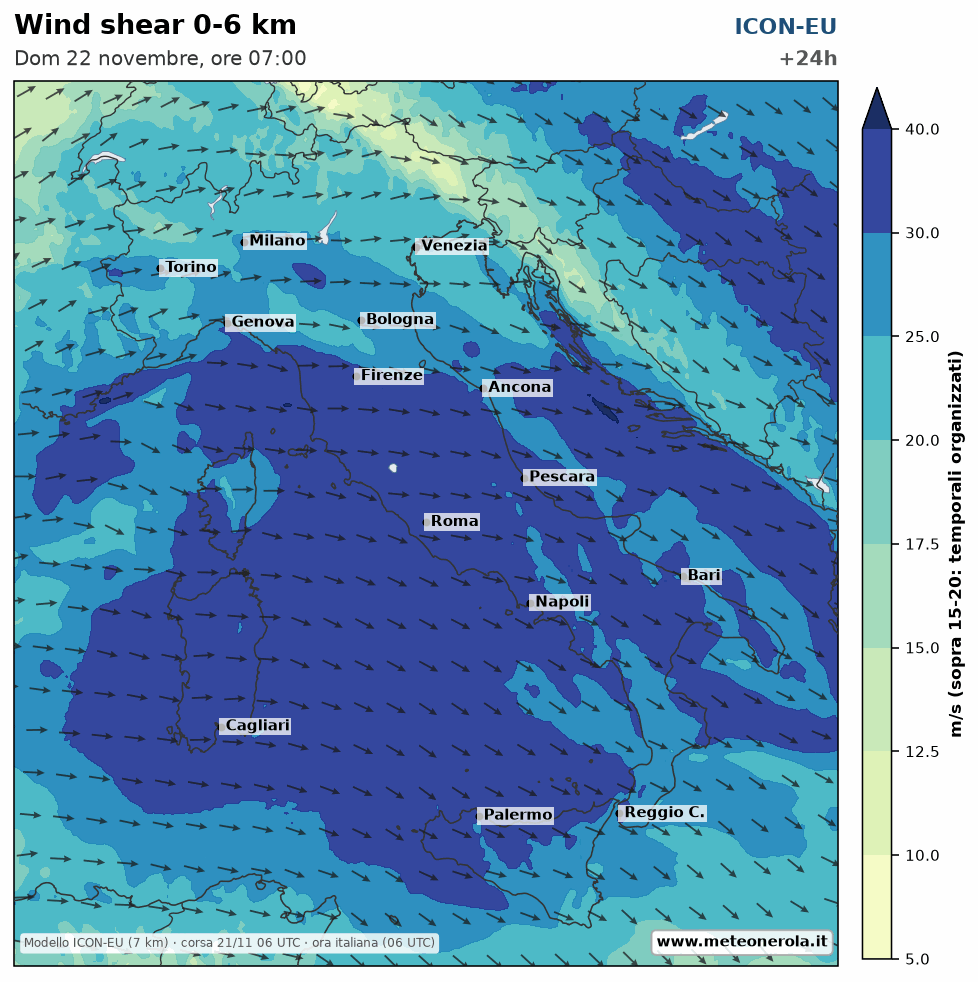 Wind shear 0-6 km
ICON-EU
Dom 22 novembre, ore 07:00
+24h
40.0
30.0
25.0
20.0
17.5
15.0
12.5
10.0
5.0
m/s (sopra 15-20: temporali organizzati)
Milano
Venezia
Torino
Genova
Bologna
Firenze
Ancona
Pescara
Roma
Bari
Napoli
Cagliari
Palermo
Reggio C.
Modello ICON-EU (7 km) · corsa 21/11 06 UTC · ora italiana (06 UTC)
www.meteonerola.it